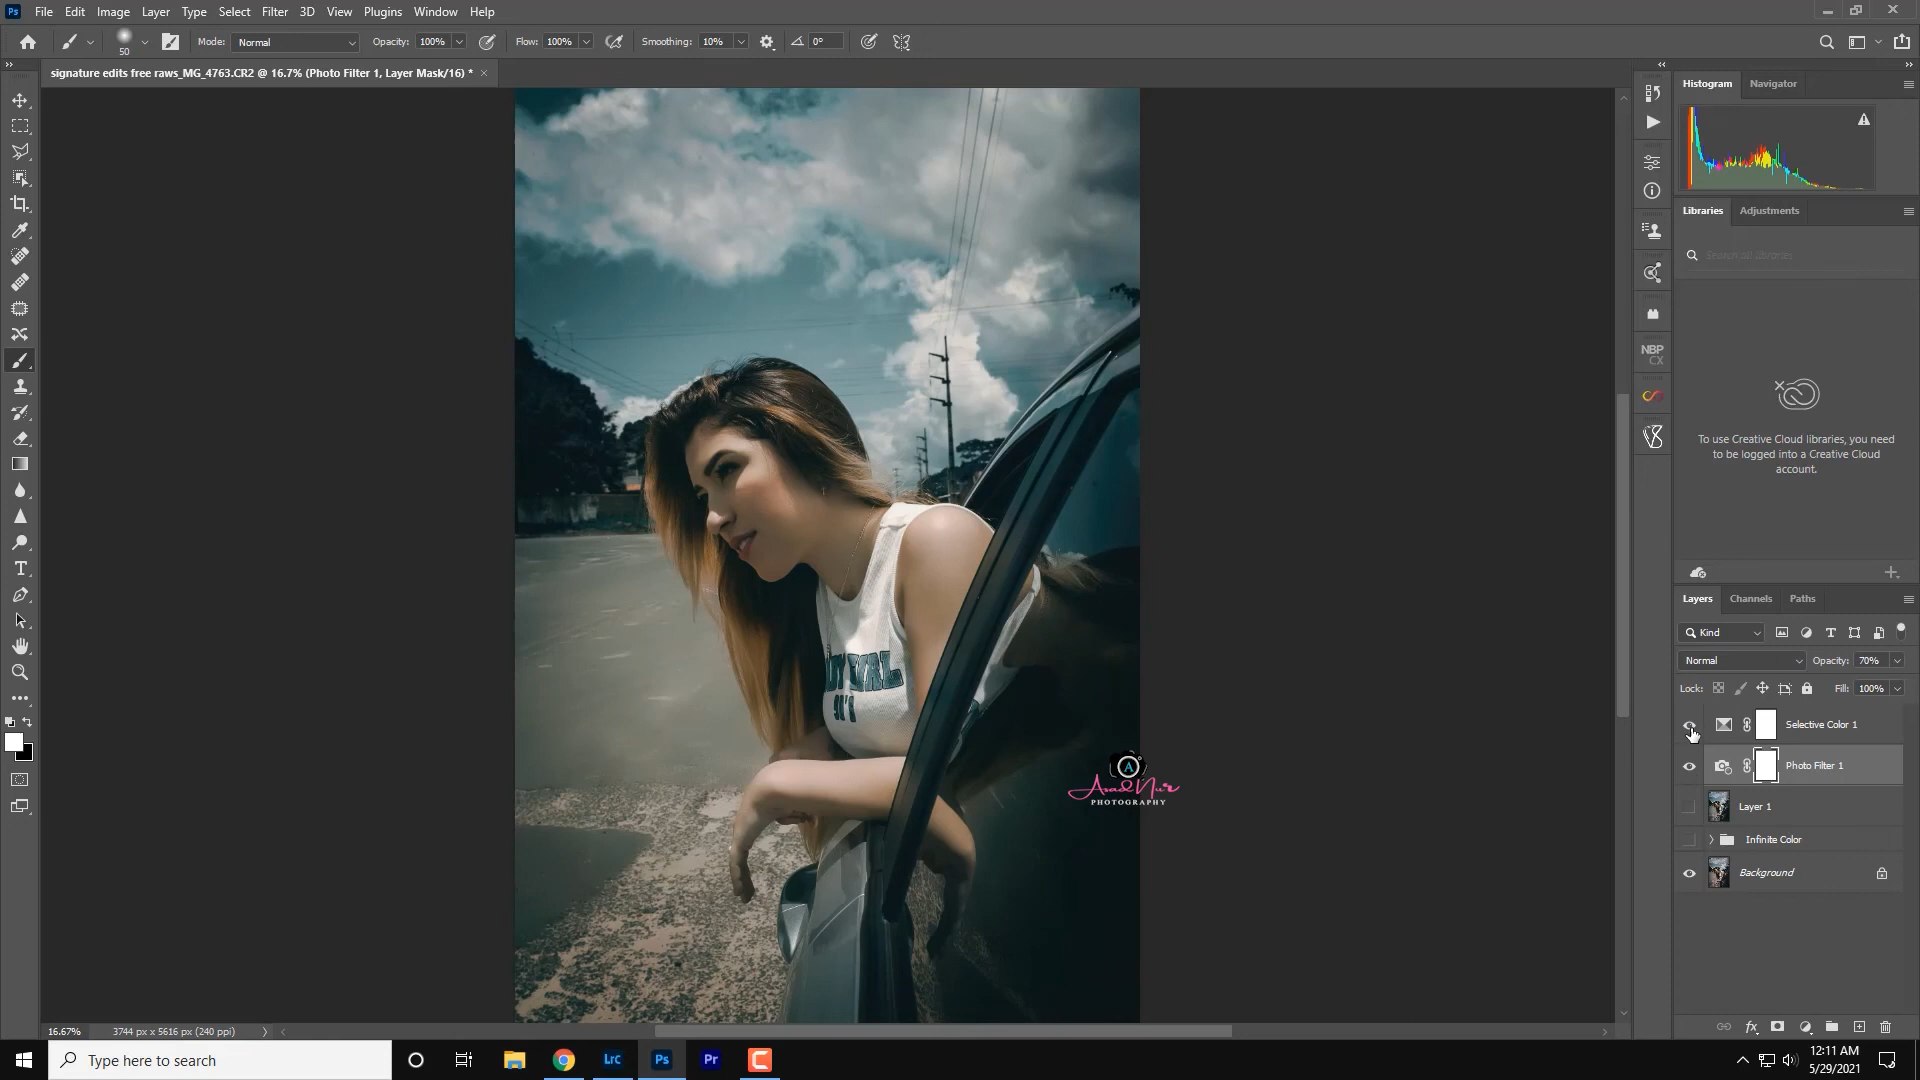 Ps File Edit Image Layer Type Select Filter 3D View Plugins Window Help
50 Mode: Normal Opacity: 100% Flow: 100% Smoothing: 10% 0°
signature edits free raws_MG_4763.CR2 @ 16.7% (Photo Filter 1, Layer Mask/16) * ×
Histogram Navigator
Libraries Adjustments
Search all libraries
To use Creative Cloud libraries, you need
to be logged into a Creative Cloud
account.
NBP
CX
Layers Channels Paths
Kind
Normal Opacity: 70%
Lock: Fill: 100%
Selective Color 1
Photo Filter 1
Layer 1
Infinite Color
Background
A
Asad Nur
PHOTOGRAPHY
16.67% 3744 px x 5616 px (240 ppi)
Type here to search
Lrc Ps Pr
12:11 AM
5/29/2021